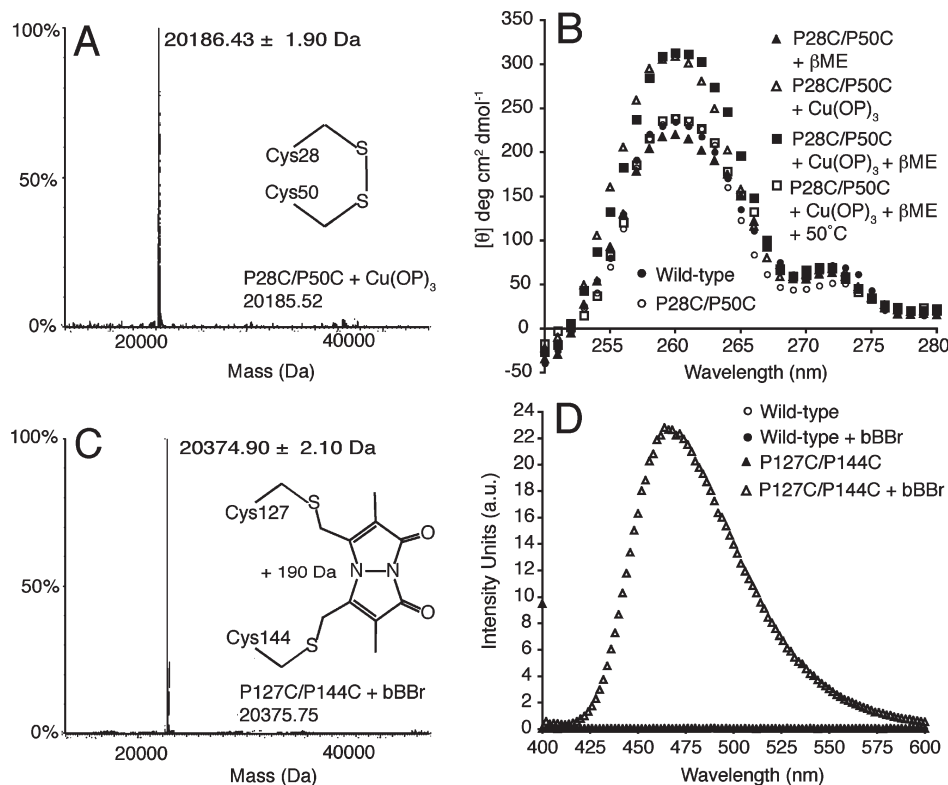 A
100%
50%
0%
20186.43 ± 1.90 Da
Cys28
Cys50
S
S
P28C/P50C + Cu(OP)3
20185.52
20000
40000
Mass (Da)
B
350
300
250
200
150
100
50
0
-50
[θ] deg cm2 dmol-1
P28C/P50C
+ βME
P28C/P50C
+ Cu(OP)3
P28C/P50C
+ Cu(OP)3 + βME
P28C/P50C
+ Cu(OP)3 + βME
+ 50°C
Wild-type
P28C/P50C
255
260
265
270
275
280
Wavelength (nm)
C
100%
50%
0%
20374.90 ± 2.10 Da
Cys127
S
O
+ 190 Da
N
N
O
S
Cys144
P127C/P144C + bBBr
20375.75
20000
40000
Mass (Da)
D
24
22
20
18
16
14
12
10
8
6
4
2
0
Intensity Units (a.u.)
Wild-type
Wild-type + bBBr
P127C/P144C
P127C/P144C + bBBr
400
425
450
475
500
525
550
575
600
Wavelength (nm)